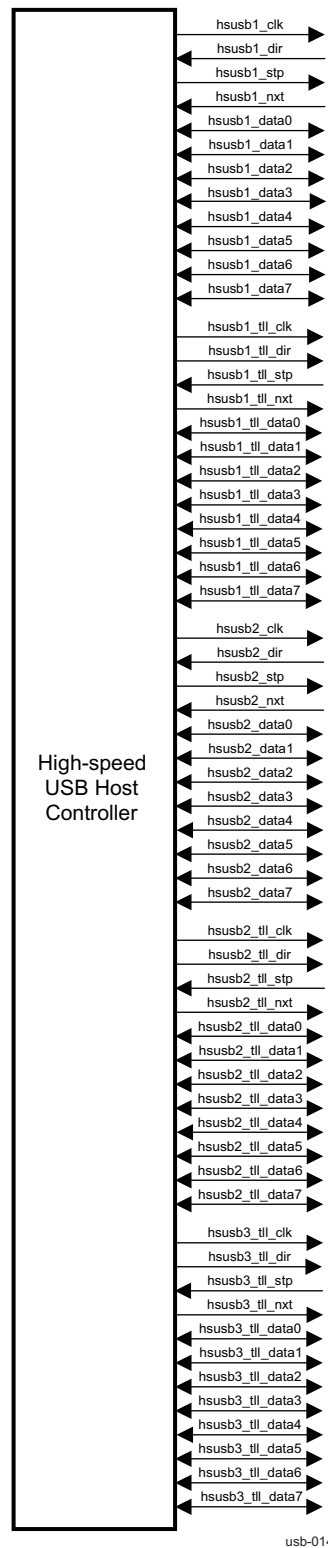 hsusb1_clk
hsusb1_dir
hsusb1_stp
hsusb1_nxt
hsusb1_data0
hsusb1_data1
hsusb1_data2
hsusb1_data3
hsusb1_data4
hsusb1_data5
hsusb1_data6
hsusb1_data7
hsusb1_tll_clk
hsusb1_tll_dir
hsusb1_tll_stp
hsusb1_tll_nxt
hsusb1_tll_data0
hsusb1_tll_data1
hsusb1_tll_data2
hsusb1_tll_data3
hsusb1_tll_data4
hsusb1_tll_data5
hsusb1_tll_data6
hsusb1_tll_data7
hsusb2_clk
hsusb2_dir
hsusb2_stp
hsusb2_nxt
hsusb2_data0
hsusb2_data1
hsusb2_data2
hsusb2_data3
hsusb2_data4
hsusb2_data5
hsusb2_data6
hsusb2_data7
High-speed
USB Host
Controller
hsusb2_tll_clk
hsusb2_tll_dir
hsusb2_tll_stp
hsusb2_tll_nxt
hsusb2_tll_data0
hsusb2_tll_data1
hsusb2_tll_data2
hsusb2_tll_data3
hsusb2_tll_data4
hsusb2_tll_data5
hsusb2_tll_data6
hsusb2_tll_data7
hsusb3_tll_clk
hsusb3_tll_dir
hsusb3_tll_stp
hsusb3_tll_nxt
hsusb3_tll_data0
hsusb3_tll_data1
hsusb3_tll_data2
hsusb3_tll_data3
hsusb3_tll_data4
hsusb3_tll_data5
hsusb3_tll_data6
hsusb3_tll_data7
usb-014